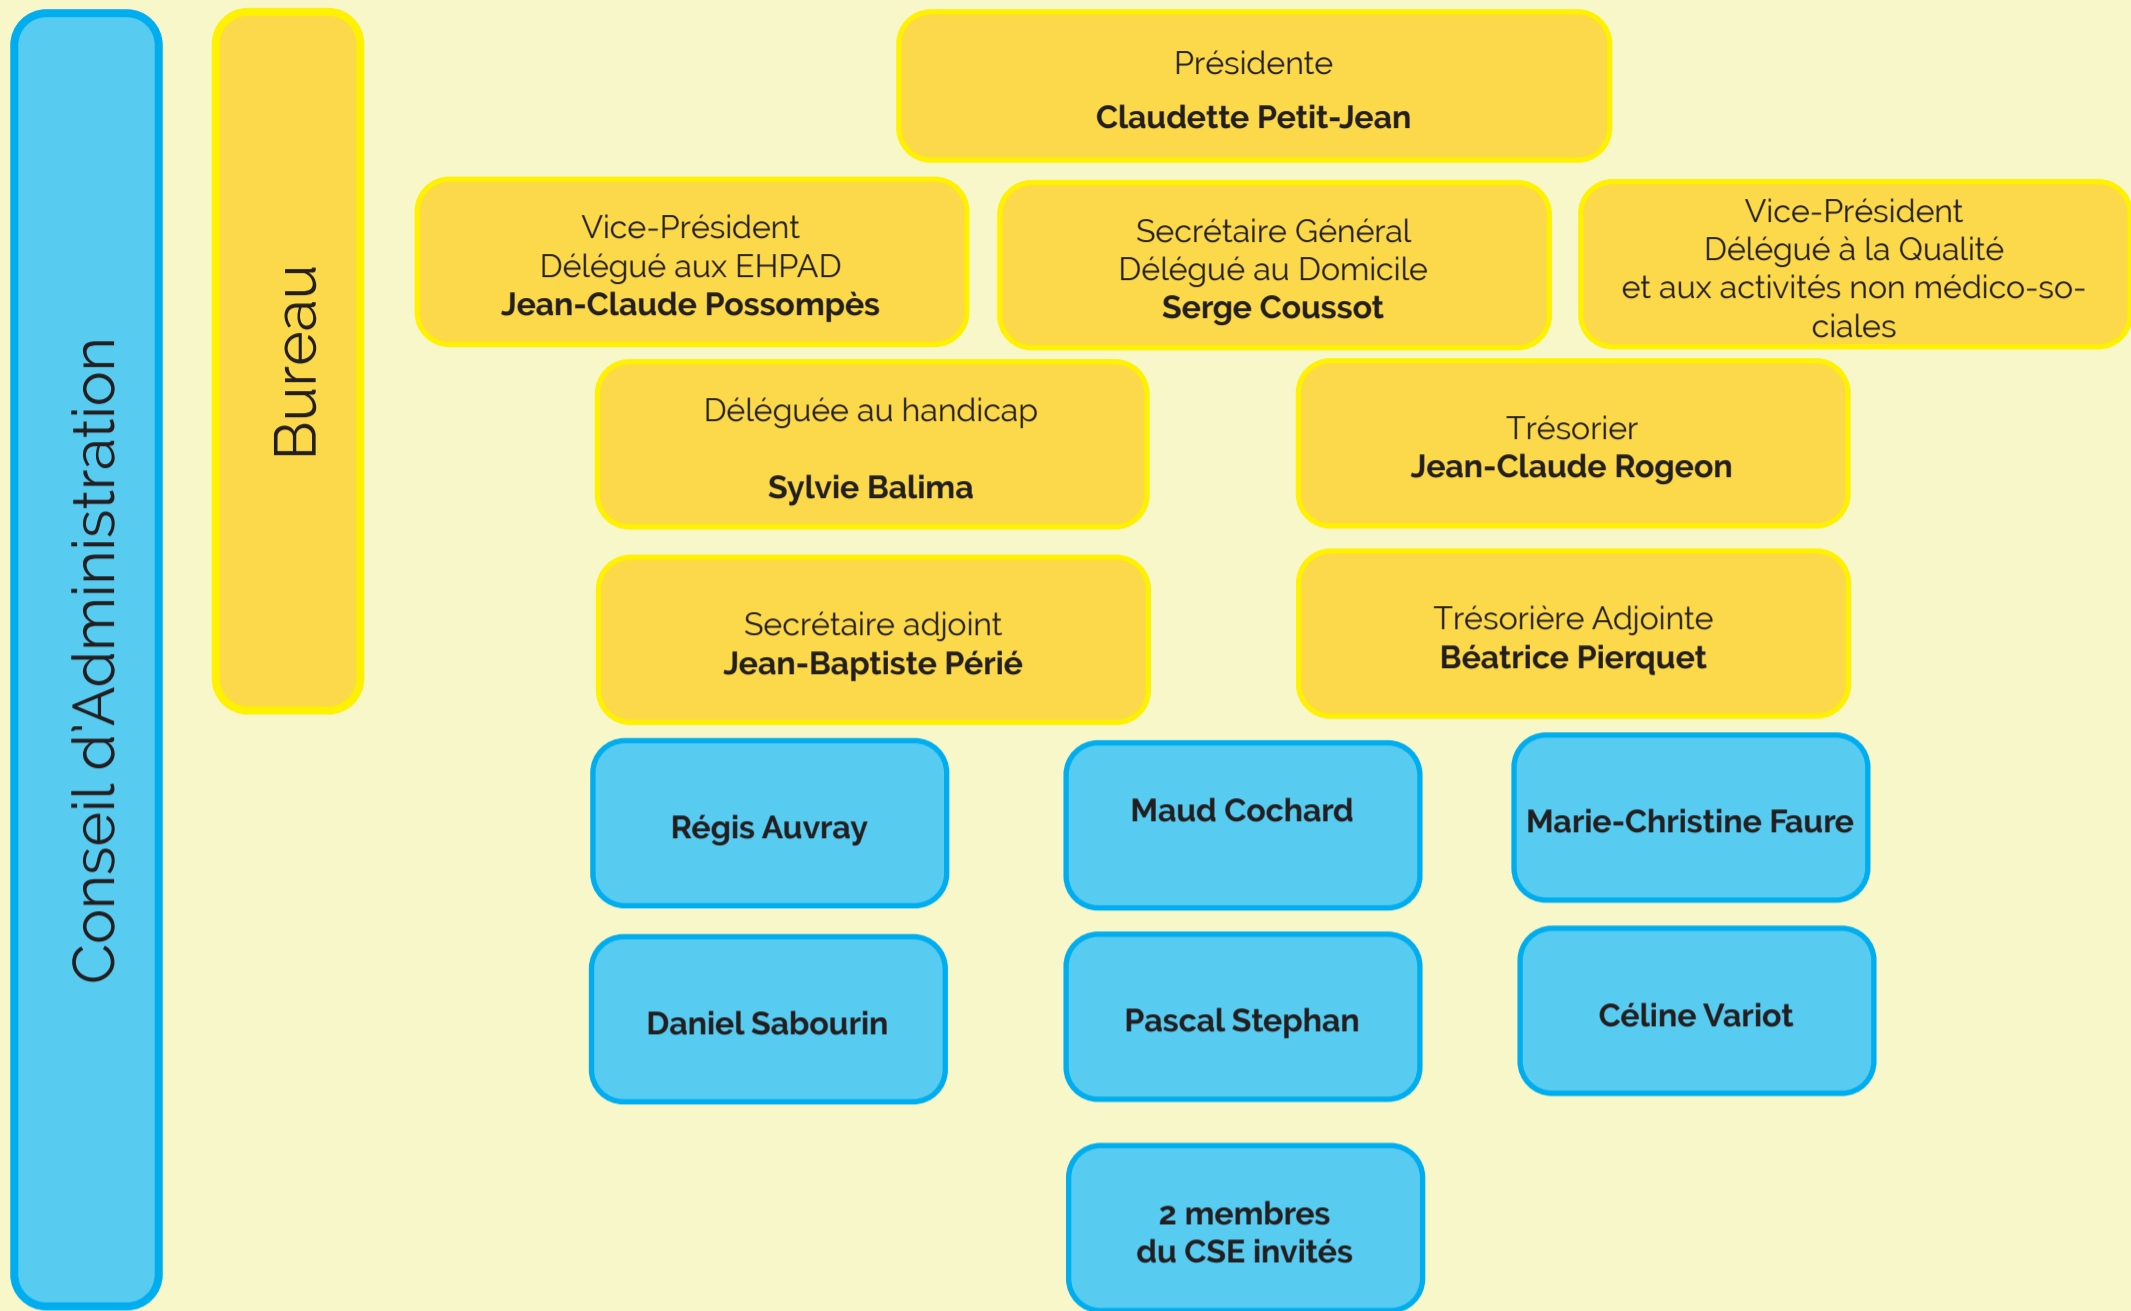 Conseil d'Administration
Bureau
Présidente
Claudette Petit-Jean
Vice-Président
Délégué aux EHPAD
Jean-Claude Possompès
Secrétaire Général
Délégué au Domicile
Serge Coussot
Vice-Président
Délégué à la Qualité
et aux activités non médico-so-
ciales
Déléguée au handicap
Sylvie Balima
Trésorier
Jean-Claude Rogeon
Secrétaire adjoint
Jean-Baptiste Périé
Trésorière Adjointe
Béatrice Pierquet
Régis Auvray
Maud Cochard
Marie-Christine Faure
Daniel Sabourin
Pascal Stephan
Céline Variot
2 membres
du CSE invités